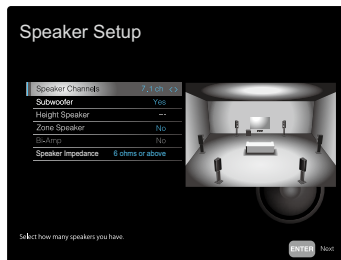 Speaker Setup
Speaker Channels 7.1 ch <>
Subwoofer Yes
Height Speaker ---
Zone Speaker No
Bi-Amp No
Speaker Impedance 6 ohms or above
Select how many speakers you have.
ENTER Next